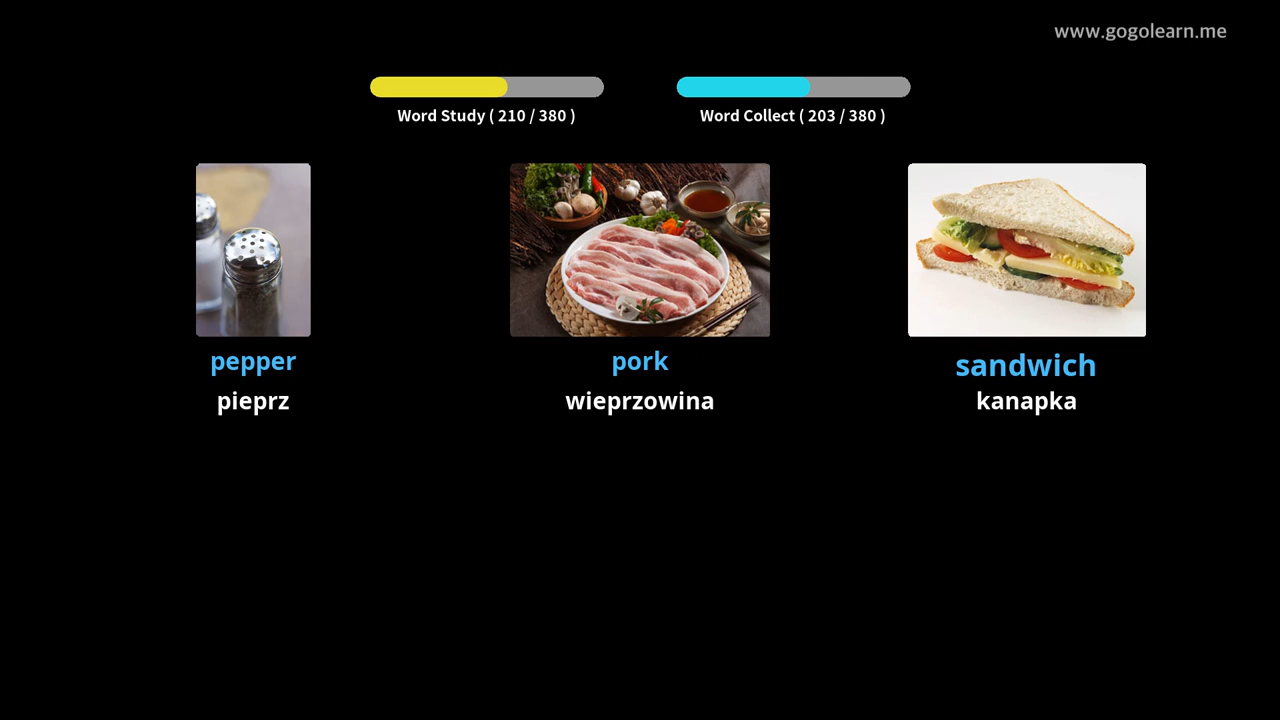 www.gogolearn.me
Word Study ( 210 / 380 )
Word Collect ( 203 / 380 )
pepper
pieprz
pork
wieprzowina
sandwich
kanapka